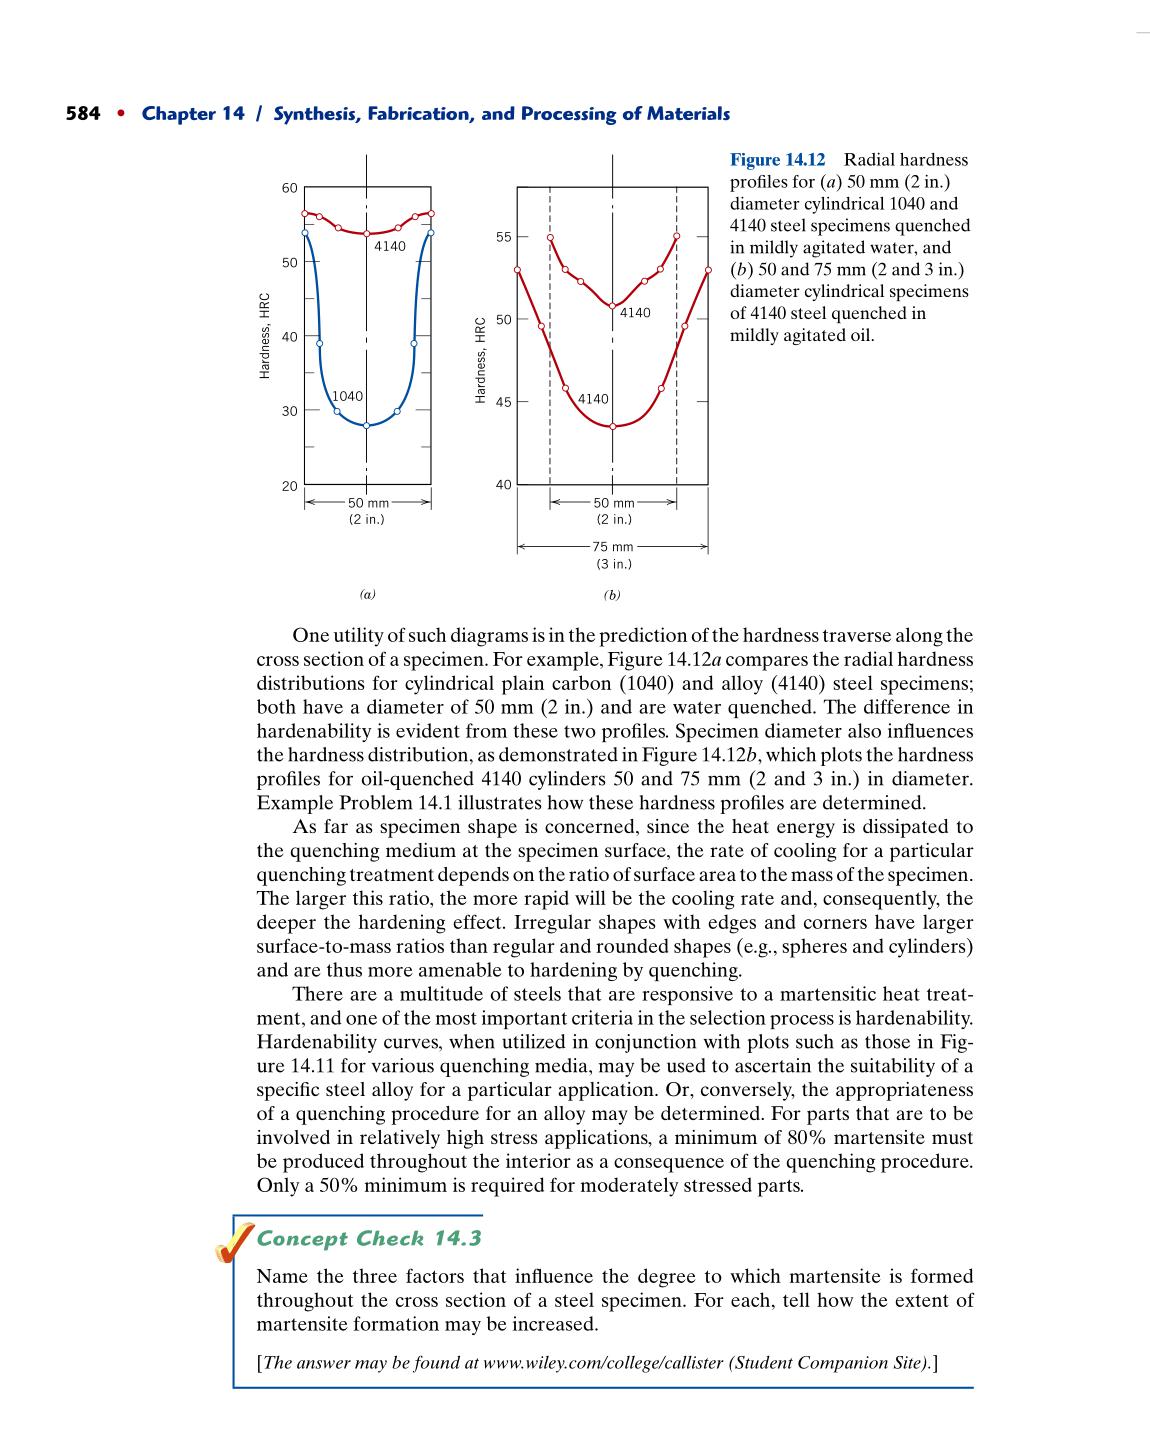 584 • Chapter 14 / Synthesis, Fabrication, and Processing of Materials
60
50
40
30
20
Hardness, HRC
4140
1040
50 mm
(2 in.)
(a)
55
50
45
40
Hardness, HRC
4140
4140
50 mm
(2 in.)
75 mm
(3 in.)
(b)
Figure 14.12 Radial hardness
profiles for (a) 50 mm (2 in.)
diameter cylindrical 1040 and
4140 steel specimens quenched
in mildly agitated water, and
(b) 50 and 75 mm (2 and 3 in.)
diameter cylindrical specimens
of 4140 steel quenched in
mildly agitated oil.
One utility of such diagrams is in the prediction of the hardness traverse along the
cross section of a specimen. For example, Figure 14.12a compares the radial hardness
distributions for cylindrical plain carbon (1040) and alloy (4140) steel specimens;
both have a diameter of 50 mm (2 in.) and are water quenched. The difference in
hardenability is evident from these two profiles. Specimen diameter also influences
the hardness distribution, as demonstrated in Figure 14.12b, which plots the hardness
profiles for oil-quenched 4140 cylinders 50 and 75 mm (2 and 3 in.) in diameter.
Example Problem 14.1 illustrates how these hardness profiles are determined.
As far as specimen shape is concerned, since the heat energy is dissipated to
the quenching medium at the specimen surface, the rate of cooling for a particular
quenching treatment depends on the ratio of surface area to the mass of the specimen.
The larger this ratio, the more rapid will be the cooling rate and, consequently, the
deeper the hardening effect. Irregular shapes with edges and corners have larger
surface-to-mass ratios than regular and rounded shapes (e.g., spheres and cylinders)
and are thus more amenable to hardening by quenching.
There are a multitude of steels that are responsive to a martensitic heat treat-
ment, and one of the most important criteria in the selection process is hardenability.
Hardenability curves, when utilized in conjunction with plots such as those in Fig-
ure 14.11 for various quenching media, may be used to ascertain the suitability of a
specific steel alloy for a particular application. Or, conversely, the appropriateness
of a quenching procedure for an alloy may be determined. For parts that are to be
involved in relatively high stress applications, a minimum of 80% martensite must
be produced throughout the interior as a consequence of the quenching procedure.
Only a 50% minimum is required for moderately stressed parts.
Concept Check 14.3
Name the three factors that influence the degree to which martensite is formed
throughout the cross section of a steel specimen. For each, tell how the extent of
martensite formation may be increased.
[The answer may be found at www.wiley.com/college/callister (Student Companion Site).]